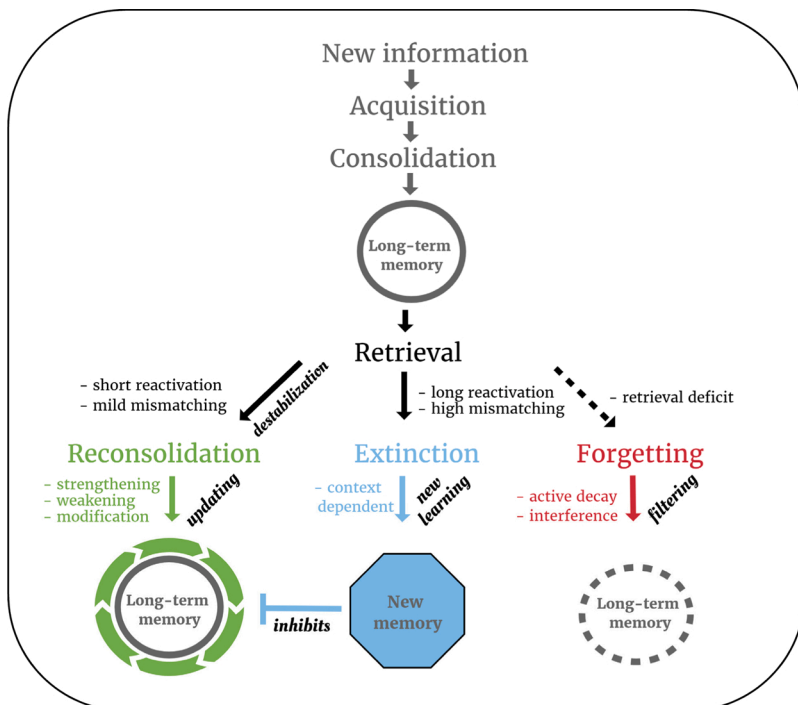 New information
Acquisition
Consolidation
Long-term
memory
Retrieval
- short reactivation
- mild mismatching
destabilization
- long reactivation
- high mismatching
- retrieval deficit
Reconsolidation
Extinction
Forgetting
- strengthening
- weakening
- modification
updating
- context
dependent
new
learning
- active decay
- interference
filtering
Long-term
memory
inhibits
New
memory
Long-term
memory